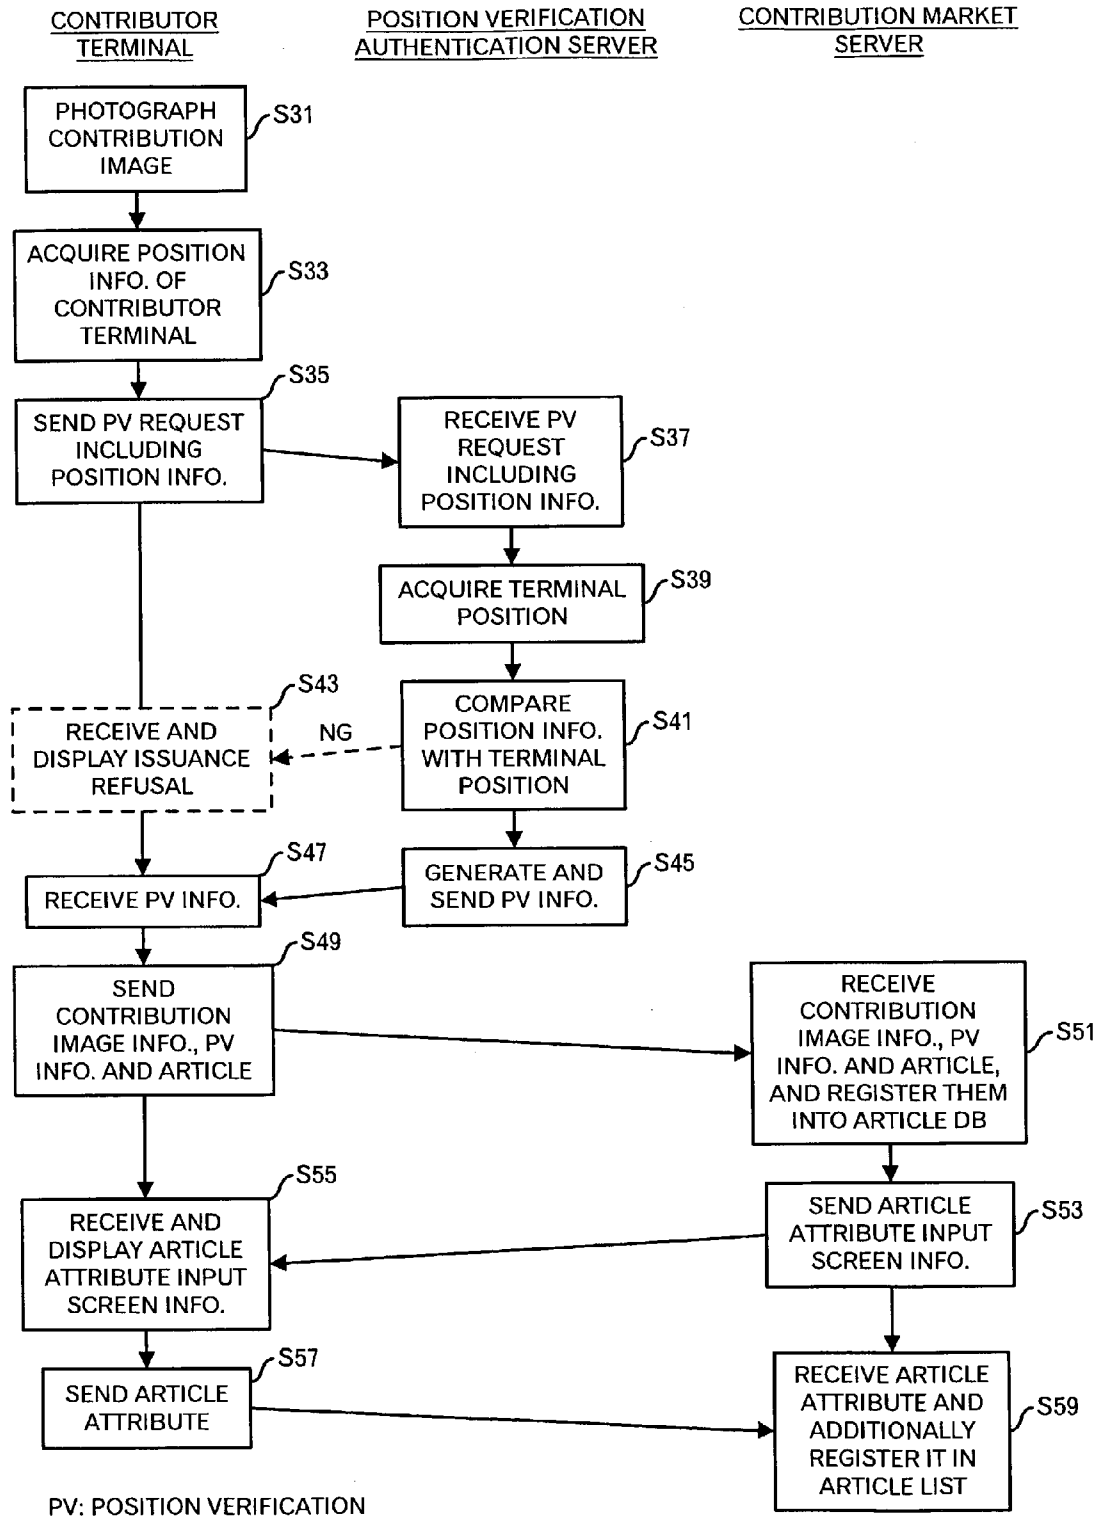 CONTRIBUTOR
TERMINAL
POSITION VERIFICATION
AUTHENTICATION SERVER
CONTRIBUTION MARKET
SERVER
PHOTOGRAPH
CONTRIBUTION
IMAGE
S31
ACQUIRE POSITION
INFO. OF
CONTRIBUTOR
TERMINAL
S33
SEND PV REQUEST
INCLUDING
POSITION INFO.
S35
RECEIVE PV
REQUEST
INCLUDING
POSITION INFO.
S37
ACQUIRE TERMINAL
POSITION
S39
COMPARE
POSITION INFO.
WITH TERMINAL
POSITION
S41
NG
RECEIVE AND
DISPLAY ISSUANCE
REFUSAL
S43
GENERATE AND
SEND PV INFO.
S45
RECEIVE PV INFO.
S47
SEND
CONTRIBUTION
IMAGE INFO., PV
INFO. AND ARTICLE
S49
RECEIVE
CONTRIBUTION
IMAGE INFO., PV
INFO. AND ARTICLE,
AND REGISTER THEM
INTO ARTICLE DB
S51
SEND ARTICLE
ATTRIBUTE INPUT
SCREEN INFO.
S53
RECEIVE AND
DISPLAY ARTICLE
ATTRIBUTE INPUT
SCREEN INFO.
S55
SEND ARTICLE
ATTRIBUTE
S57
RECEIVE ARTICLE
ATTRIBUTE AND
ADDITIONALLY
REGISTER IT IN
ARTICLE LIST
S59
PV: POSITION VERIFICATION